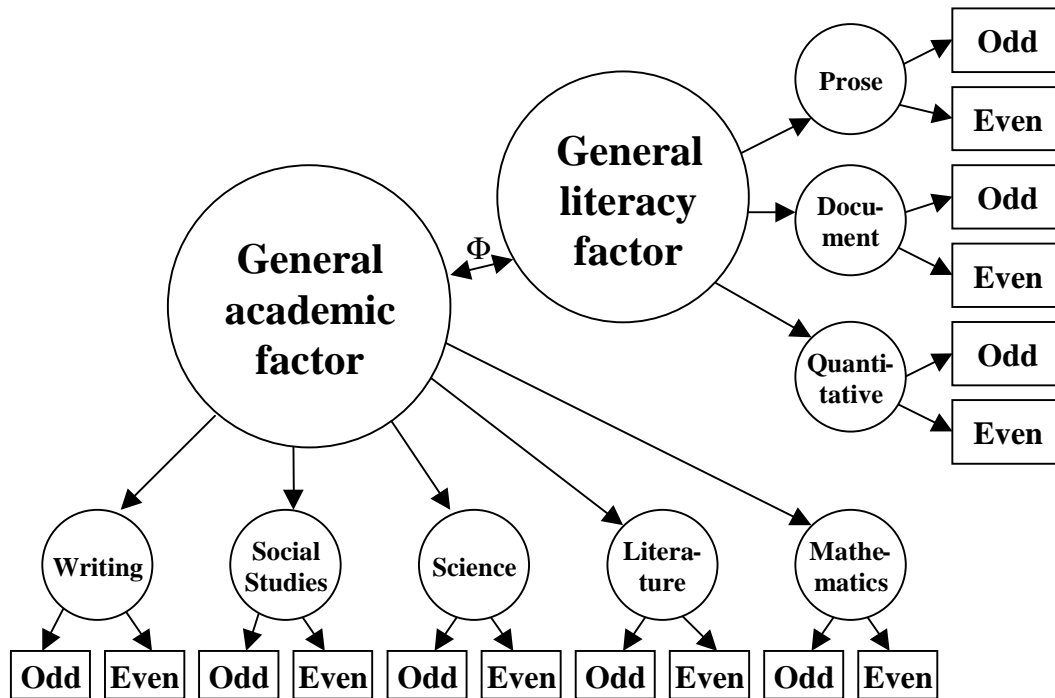 Odd
Prose
Even
General
literacy
factor
Odd
Docu-
ment
Even
Φ
General
academic
factor
Odd
Quanti-
tative
Even
Writing
Social
Studies
Science
Litera-
ture
Mathe-
matics
Odd Even Odd Even Odd Even Odd Even Odd Even